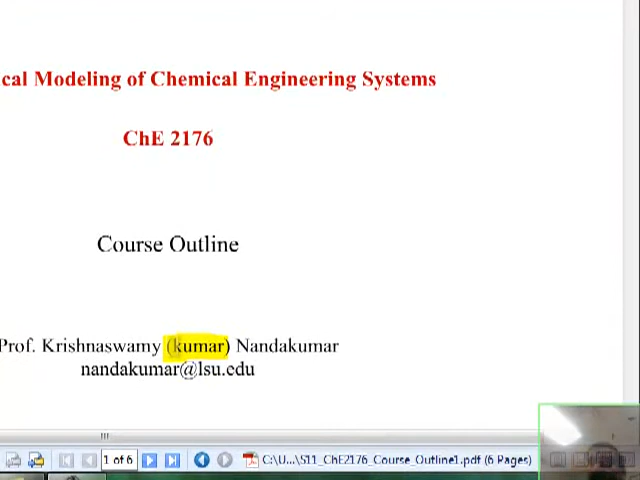 cal Modeling of Chemical Engineering Systems
ChE 2176
Course Outline
Prof. Krishnaswamy (kumar) Nandakumar
nandakumar@lsu.edu
1 of 6
C:\U...\S11_ChE2176_Course_Outline1.pdf (6 Pages)